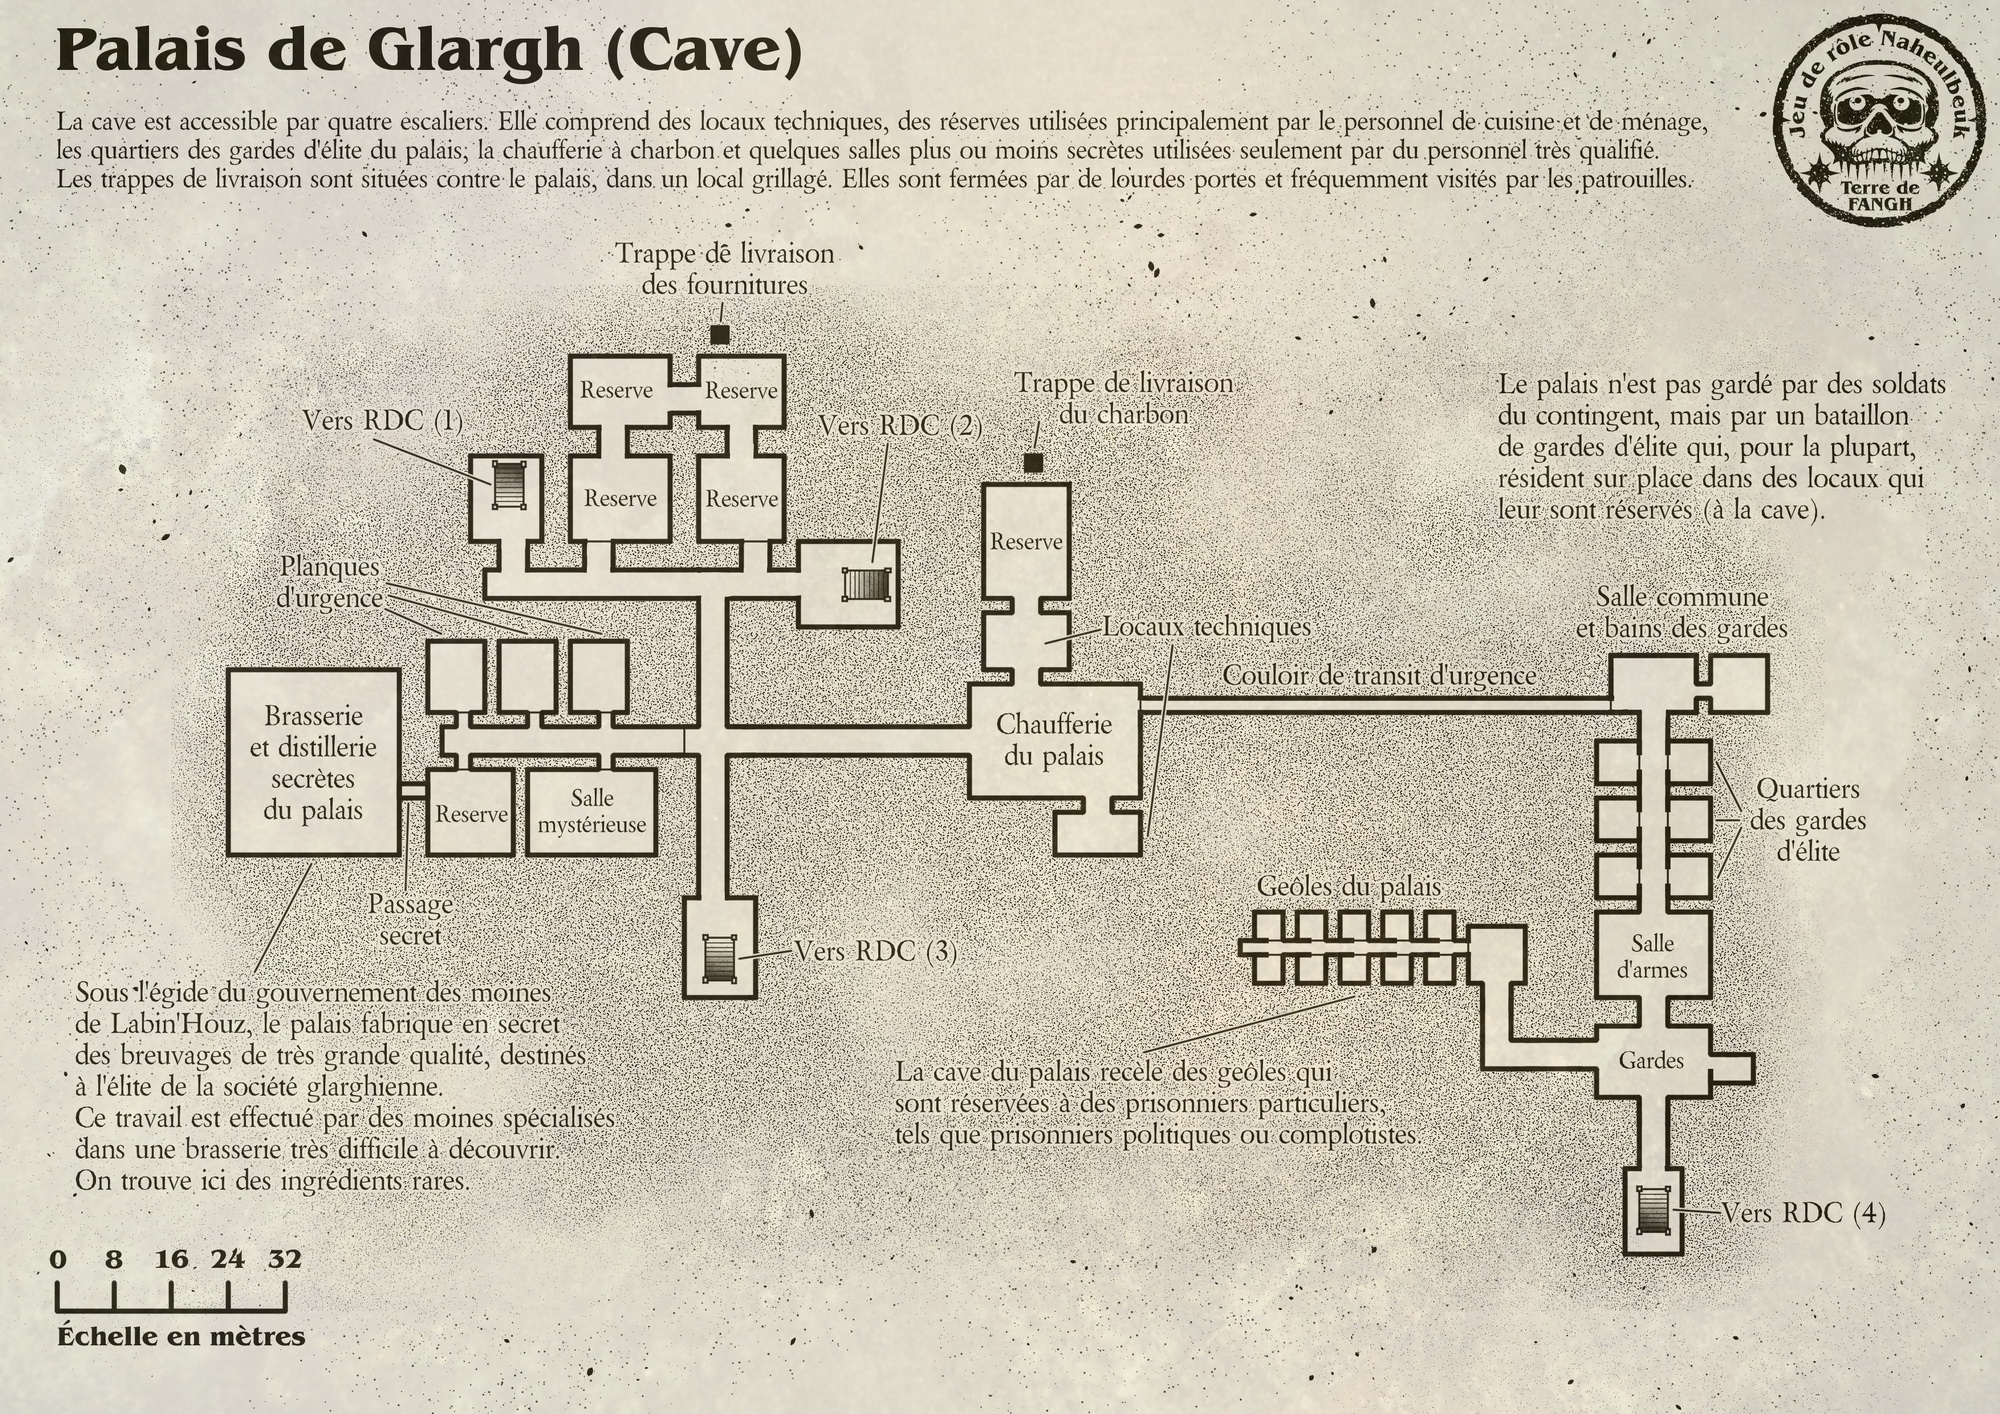 Palais de Glargh (Cave)
Jeu de rôle Naheulbeuk
Terre de
FANGH
La cave est accessible par quatre escaliers. Elle comprend des locaux techniques, des réserves utilisées principalement par le personnel de cuisine et de ménage,
les quartiers des gardes d'élite du palais; la chaufferie à charbon et quelques salles plus ou moins secrètes utilisées seulement par du personnel très qualifié.
Les trappes de livraison sont situées contre le palais, dans un local grillagé. Elles sont fermées par de lourdes portes et fréquemment visités par les patrouilles.
Trappe de livraison
des fournitures
Reserve
Reserve
Trappe de livraison
du charbon
Le palais n'est pas gardé par des soldats
du contingent, mais par un bataillon
de gardes d'élite qui, pour la plupart,
résident sur place dans des locaux qui
leur sont réservés (à la cave).
Vers RDC (1)
Vers RDC (2)
Reserve
Reserve
Reserve
Planques
d'urgence
Locaux techniques
Salle commune
et bains des gardes
Couloir de transit d'urgence
Brasserie
et distillerie
secrètes
du palais
Chaufferie
du palais
Reserve
Salle
mystérieuse
Quartiers
des gardes
d'élite
Passage
secret
Geôles du palais
Vers RDC (3)
Salle
d'armes
Sous l'égide du gouvernement des moines
de Labin'Houz, le palais fabrique en secret
des breuvages de très grande qualité, destinés
à l'élite de la société glarghienne.
Ce travail est effectué par des moines spécialisés
dans une brasserie très difficile à découvrir.
On trouve ici des ingrédients rares.
La cave du palais recèle des geôles qui
sont réservées à des prisonniers particuliers,
tels que prisonniers politiques ou complotistes.
Gardes
Vers RDC (4)
0 8 16 24 32
Échelle en mètres